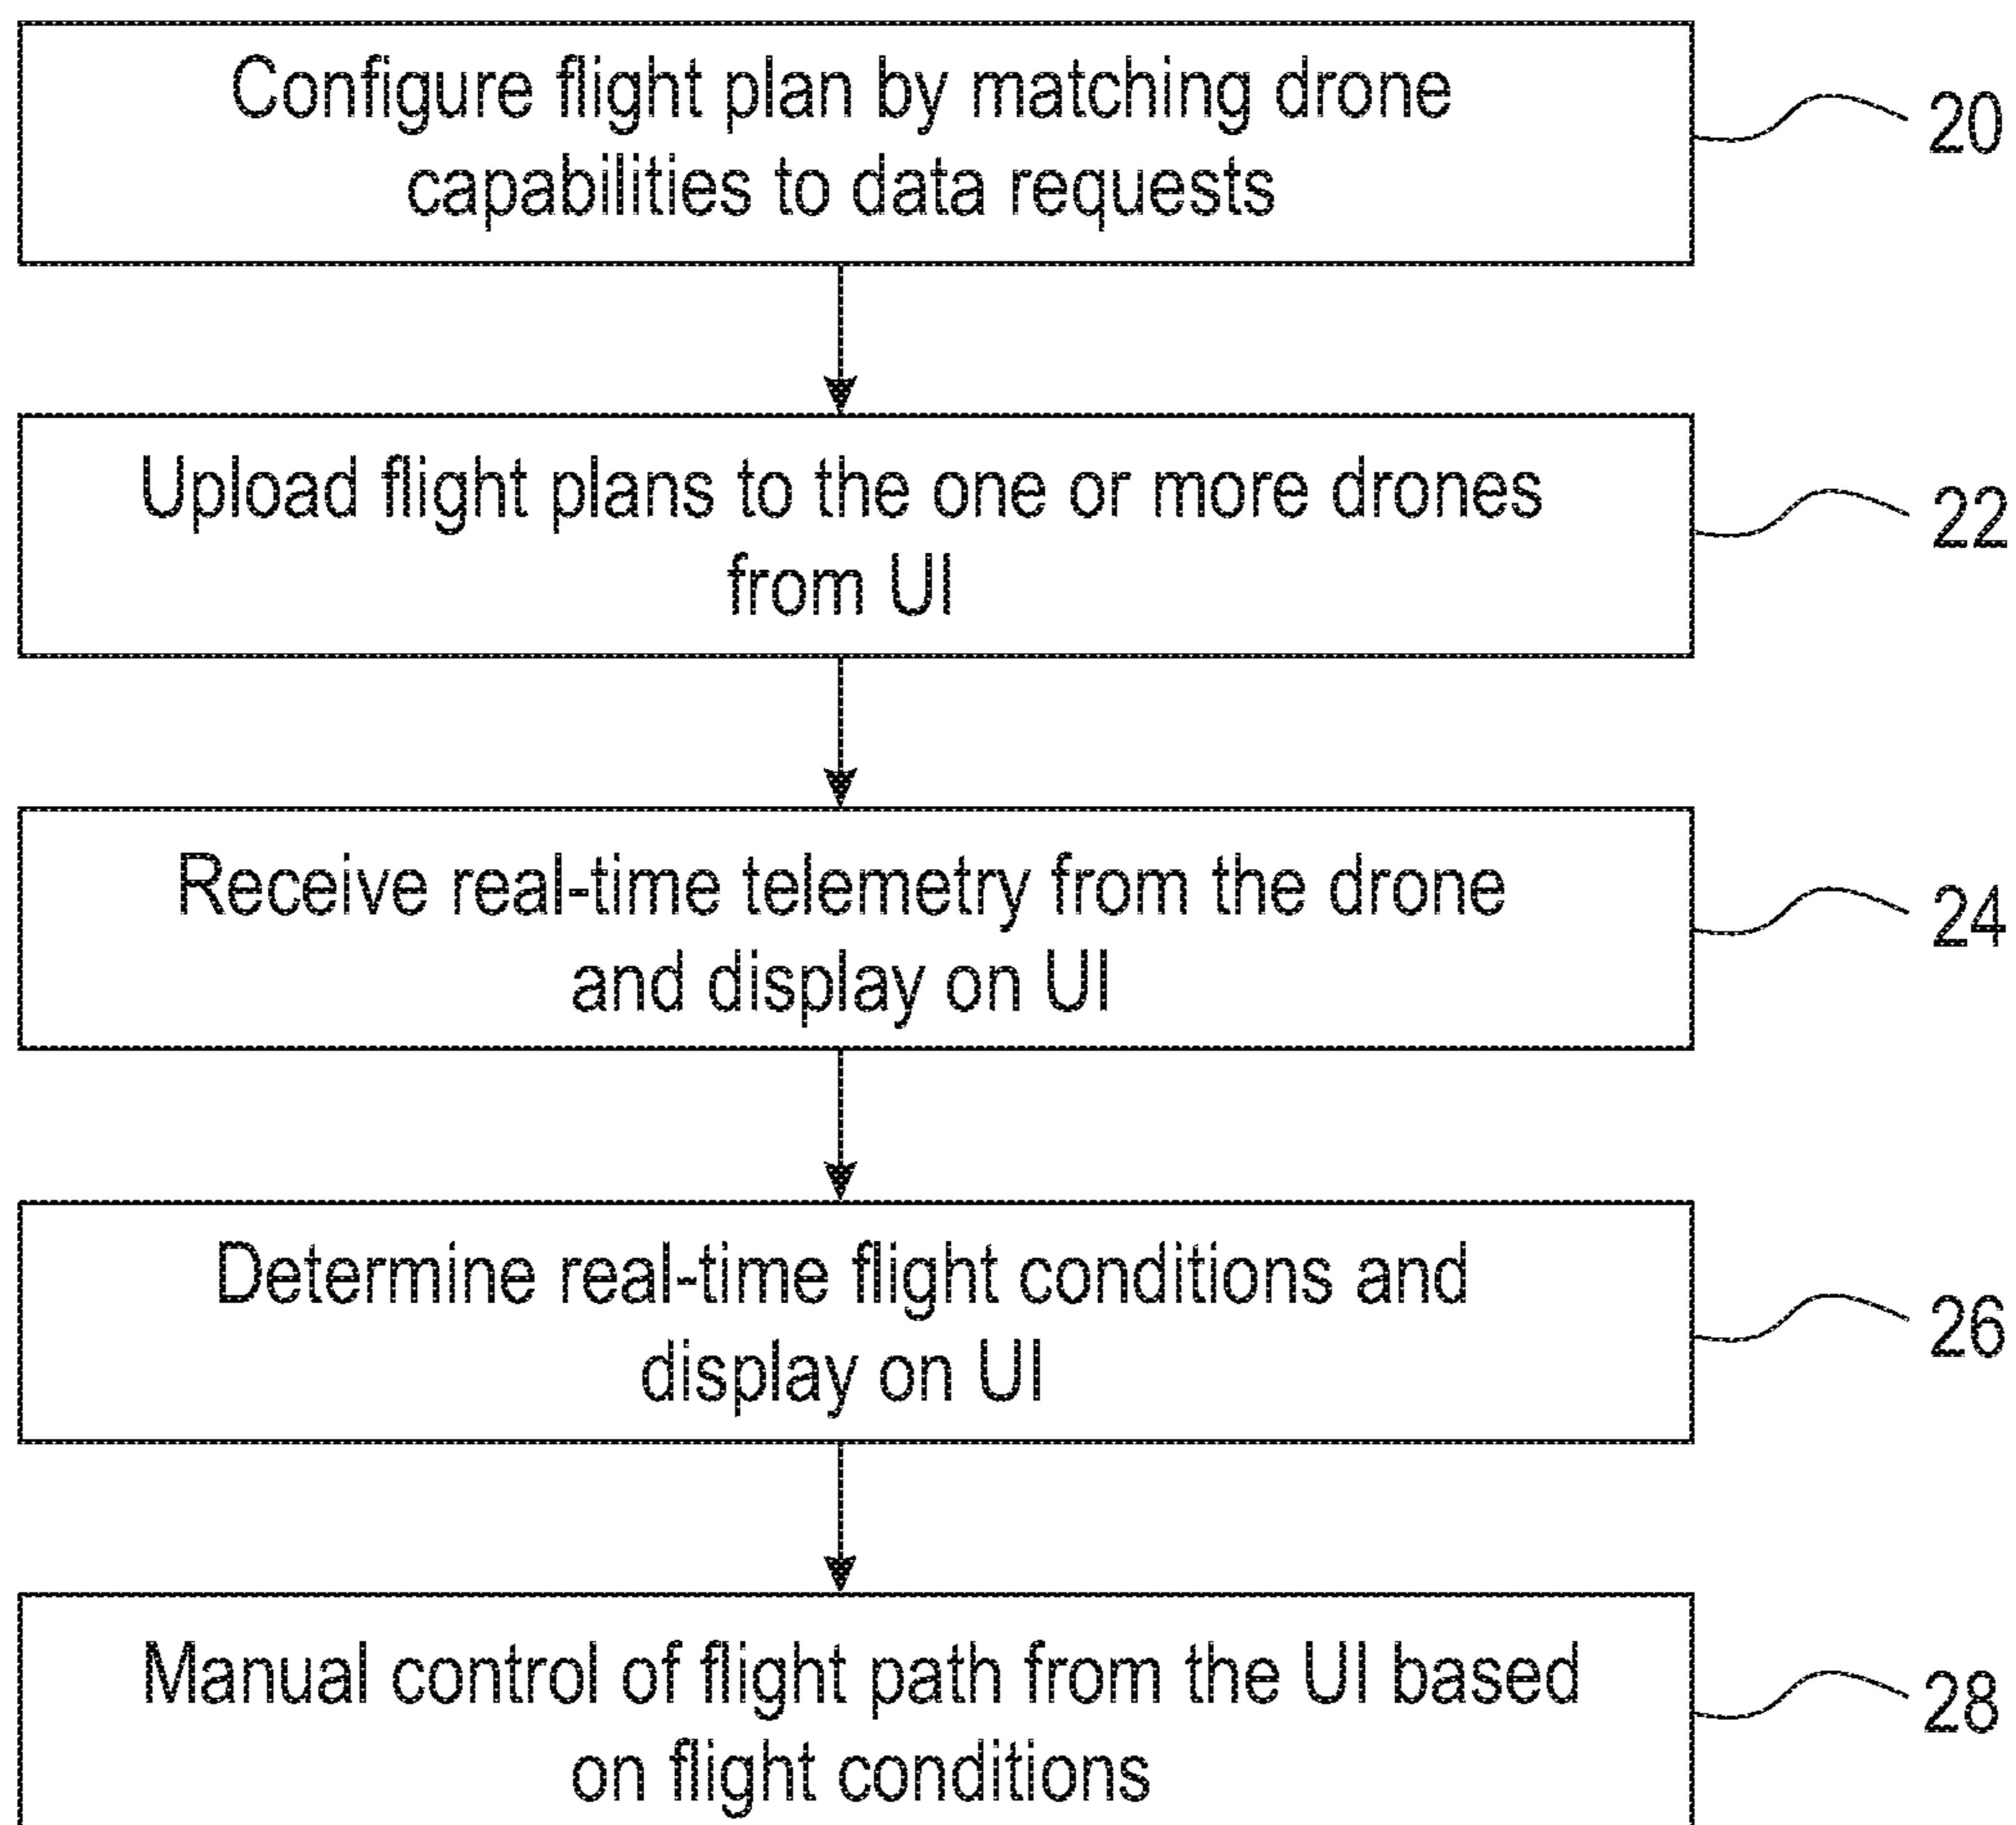 Configure flight plan by matching drone
capabilities to data requests
20
Upload flight plans to the one or more drones
from UI
22
Receive real-time telemetry from the drone
and display on UI
24
Determine real-time flight conditions and
display on UI
26
Manual control of flight path from the UI based
on flight conditions
28